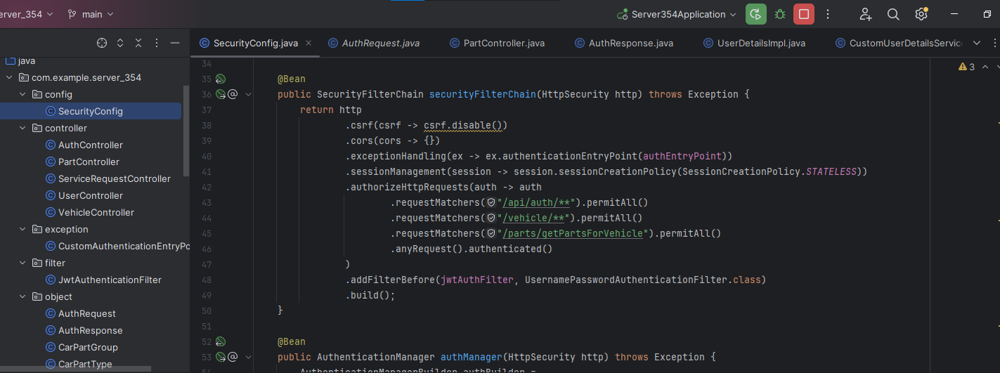 erver_354
main
Server354Application
SecurityConfig.java
AuthRequest.java
PartController.java
AuthResponse.java
UserDetailsImpl.java
CustomUserDetailsServic
java
com.example.server_354
config
SecurityConfig
controller
AuthController
PartController
ServiceRequestController
UserController
VehicleController
exception
CustomAuthenticationEntryPo
filter
JwtAuthenticationFilter
object
AuthRequest
AuthResponse
CarPartGroup
CarPartType
3
34
35 @Bean
36 public SecurityFilterChain securityFilterChain(HttpSecurity http) throws Exception {
37 return http
38 .csrf(csrf -> csrf.disable())
39 .cors(cors -> {})
40 .exceptionHandling(ex -> ex.authenticationEntryPoint(authEntryPoint))
41 .sessionManagement(session -> session.sessionCreationPolicy(SessionCreationPolicy.STATELESS))
42 .authorizeHttpRequests(auth -> auth
43 .requestMatchers("/api/auth/**").permitAll()
44 .requestMatchers("/vehicle/**").permitAll()
45 .requestMatchers("/parts/getPartsForVehicle").permitAll()
46 .anyRequest().authenticated()
47 )
48 .addFilterBefore(jwtAuthFilter, UsernamePasswordAuthenticationFilter.class)
49 .build();
50 }
51
52 @Bean
53 public AuthenticationManager authManager(HttpSecurity http) throws Exception {
AuthenticationManagerBuilder authBuilder =